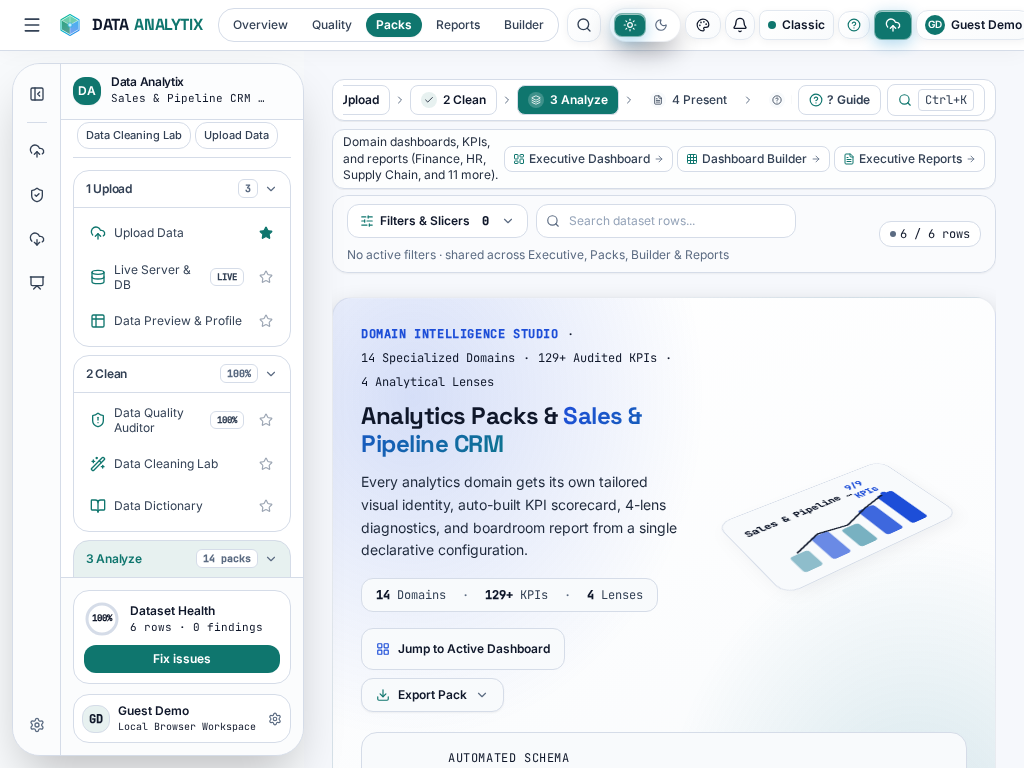 DATA ANALYTIX
Overview
Quality
Packs
Reports
Builder
Classic
GD
Guest Demo
DA
Data Analytix
Sales & Pipeline CRM …
Data Cleaning Lab
Upload Data
1 Upload
3
Upload Data
Live Server &
DB
LIVE
Data Preview & Profile
2 Clean
100%
Data Quality
Auditor
100%
Data Cleaning Lab
Data Dictionary
3 Analyze
14 packs
100%
Dataset Health
6 rows · 0 findings
Fix issues
GD
Guest Demo
Local Browser Workspace
Upload
2 Clean
3 Analyze
4 Present
? Guide
Ctrl+K
Domain dashboards, KPIs,
and reports (Finance, HR,
Supply Chain, and 11 more).
Executive Dashboard →
Dashboard Builder →
Executive Reports →
Filters & Slicers 0
Search dataset rows...
6 / 6 rows
No active filters · shared across Executive, Packs, Builder & Reports
DOMAIN INTELLIGENCE STUDIO ·
14 Specialized Domains · 129+ Audited KPIs ·
4 Analytical Lenses
Analytics Packs & Sales &
Pipeline CRM
Every analytics domain gets its own tailored
visual identity, auto-built KPI scorecard, 4-lens
diagnostics, and boardroom report from a single
declarative configuration.
14 Domains · 129+ KPIs · 4 Lenses
Jump to Active Dashboard
Export Pack
Sales & Pipeline
9/9
KPIs
AUTOMATED SCHEMA